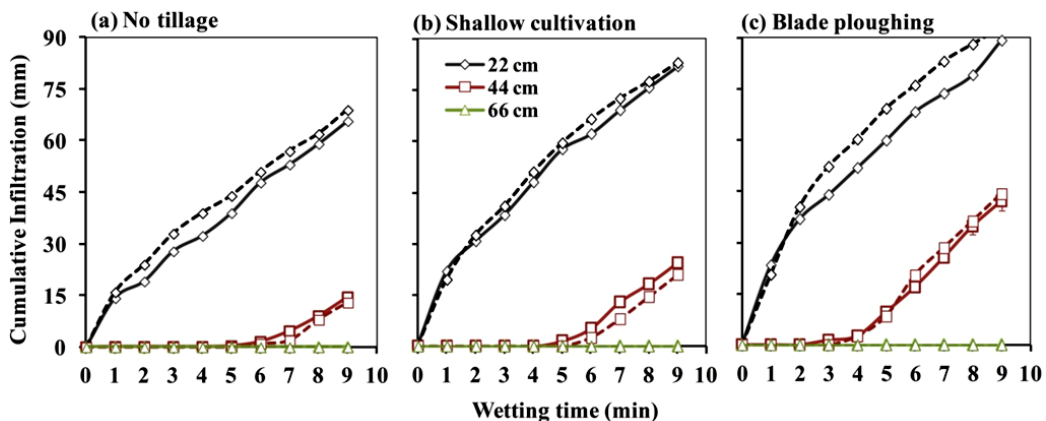 (a) No tillage
(b) Shallow cultivation
(c) Blade ploughing
Cumulative Infiltration (mm)
90
75
60
45
30
15
0
22 cm
44 cm
66 cm
0 1 2 3 4 5 6 7 8 9 10
0 1 2 3 4 5 6 7 8 9 10
0 1 2 3 4 5 6 7 8 9 10
Wetting time (min)